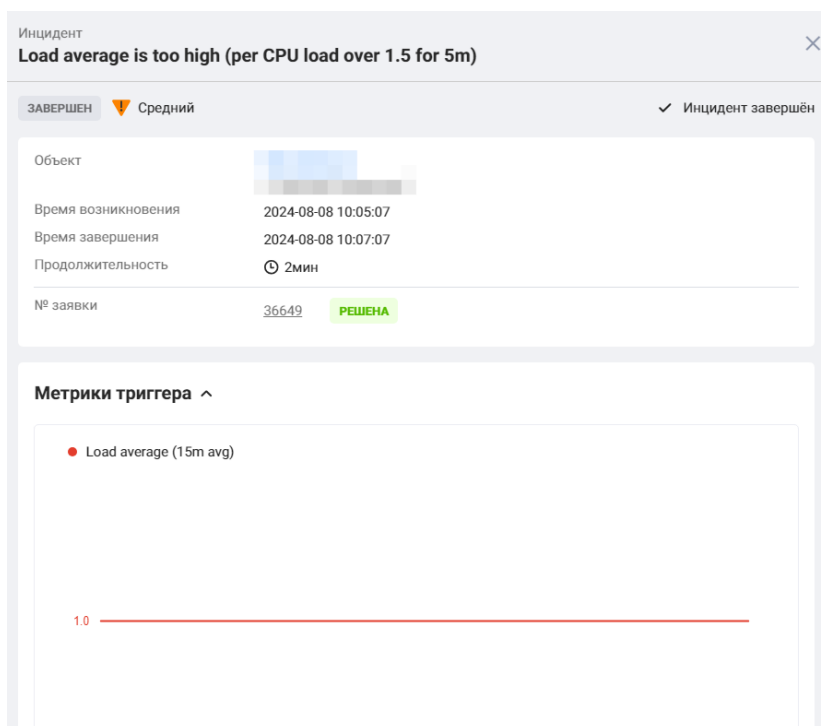 Инцидент
Load average is too high (per CPU load over 1.5 for 5m)
ЗАВЕРШЕН Средний Инцидент завершён
Объект
Время возникновения 2024-08-08 10:05:07
Время завершения 2024-08-08 10:07:07
Продолжительность 2мин
№ заявки 36649 РЕШЕНА
Метрики триггера
Load average (15m avg)
1.0